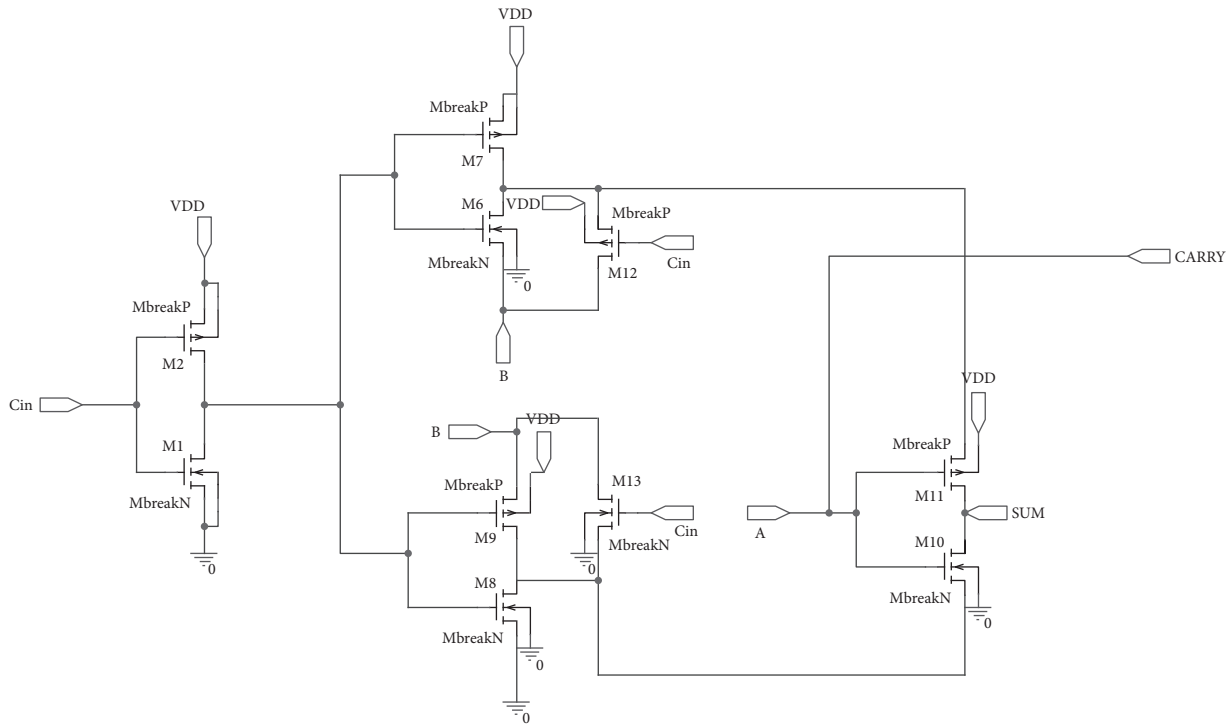 VDD
MbreakP
M7
M6
MbreakN
0
VDD
MbreakP
M12
Cin
B
CARRY
VDD
MbreakP
M2
Cin
M1
MbreakN
0
B
VDD
MbreakP
M9
M8
MbreakN
0
0
M13
MbreakN
Cin
0
VDD
MbreakP
M11
A
SUM
M10
MbreakN
0